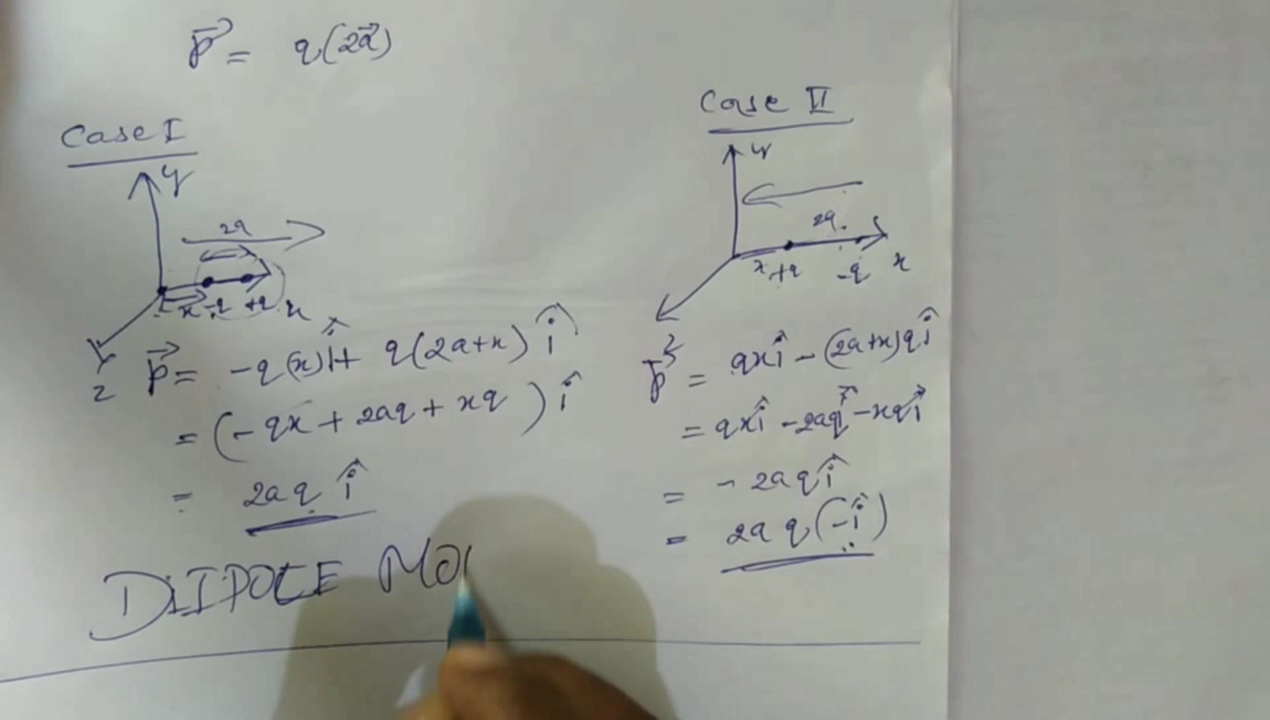 p⃗ = q(2a⃗)
Case I
y
2a
x -q +q x
z
p⃗ = -q(x)î + q(2a+x) î
= (-qx + 2aq + xq) î
= 2aq î
Case II
y
2a
x +q -q x
z
p⃗ = qxî - (2a+x)qî
= qxî - 2aqî - xqî
= - 2aqî
= 2aq(-î)
DIPOLE MO